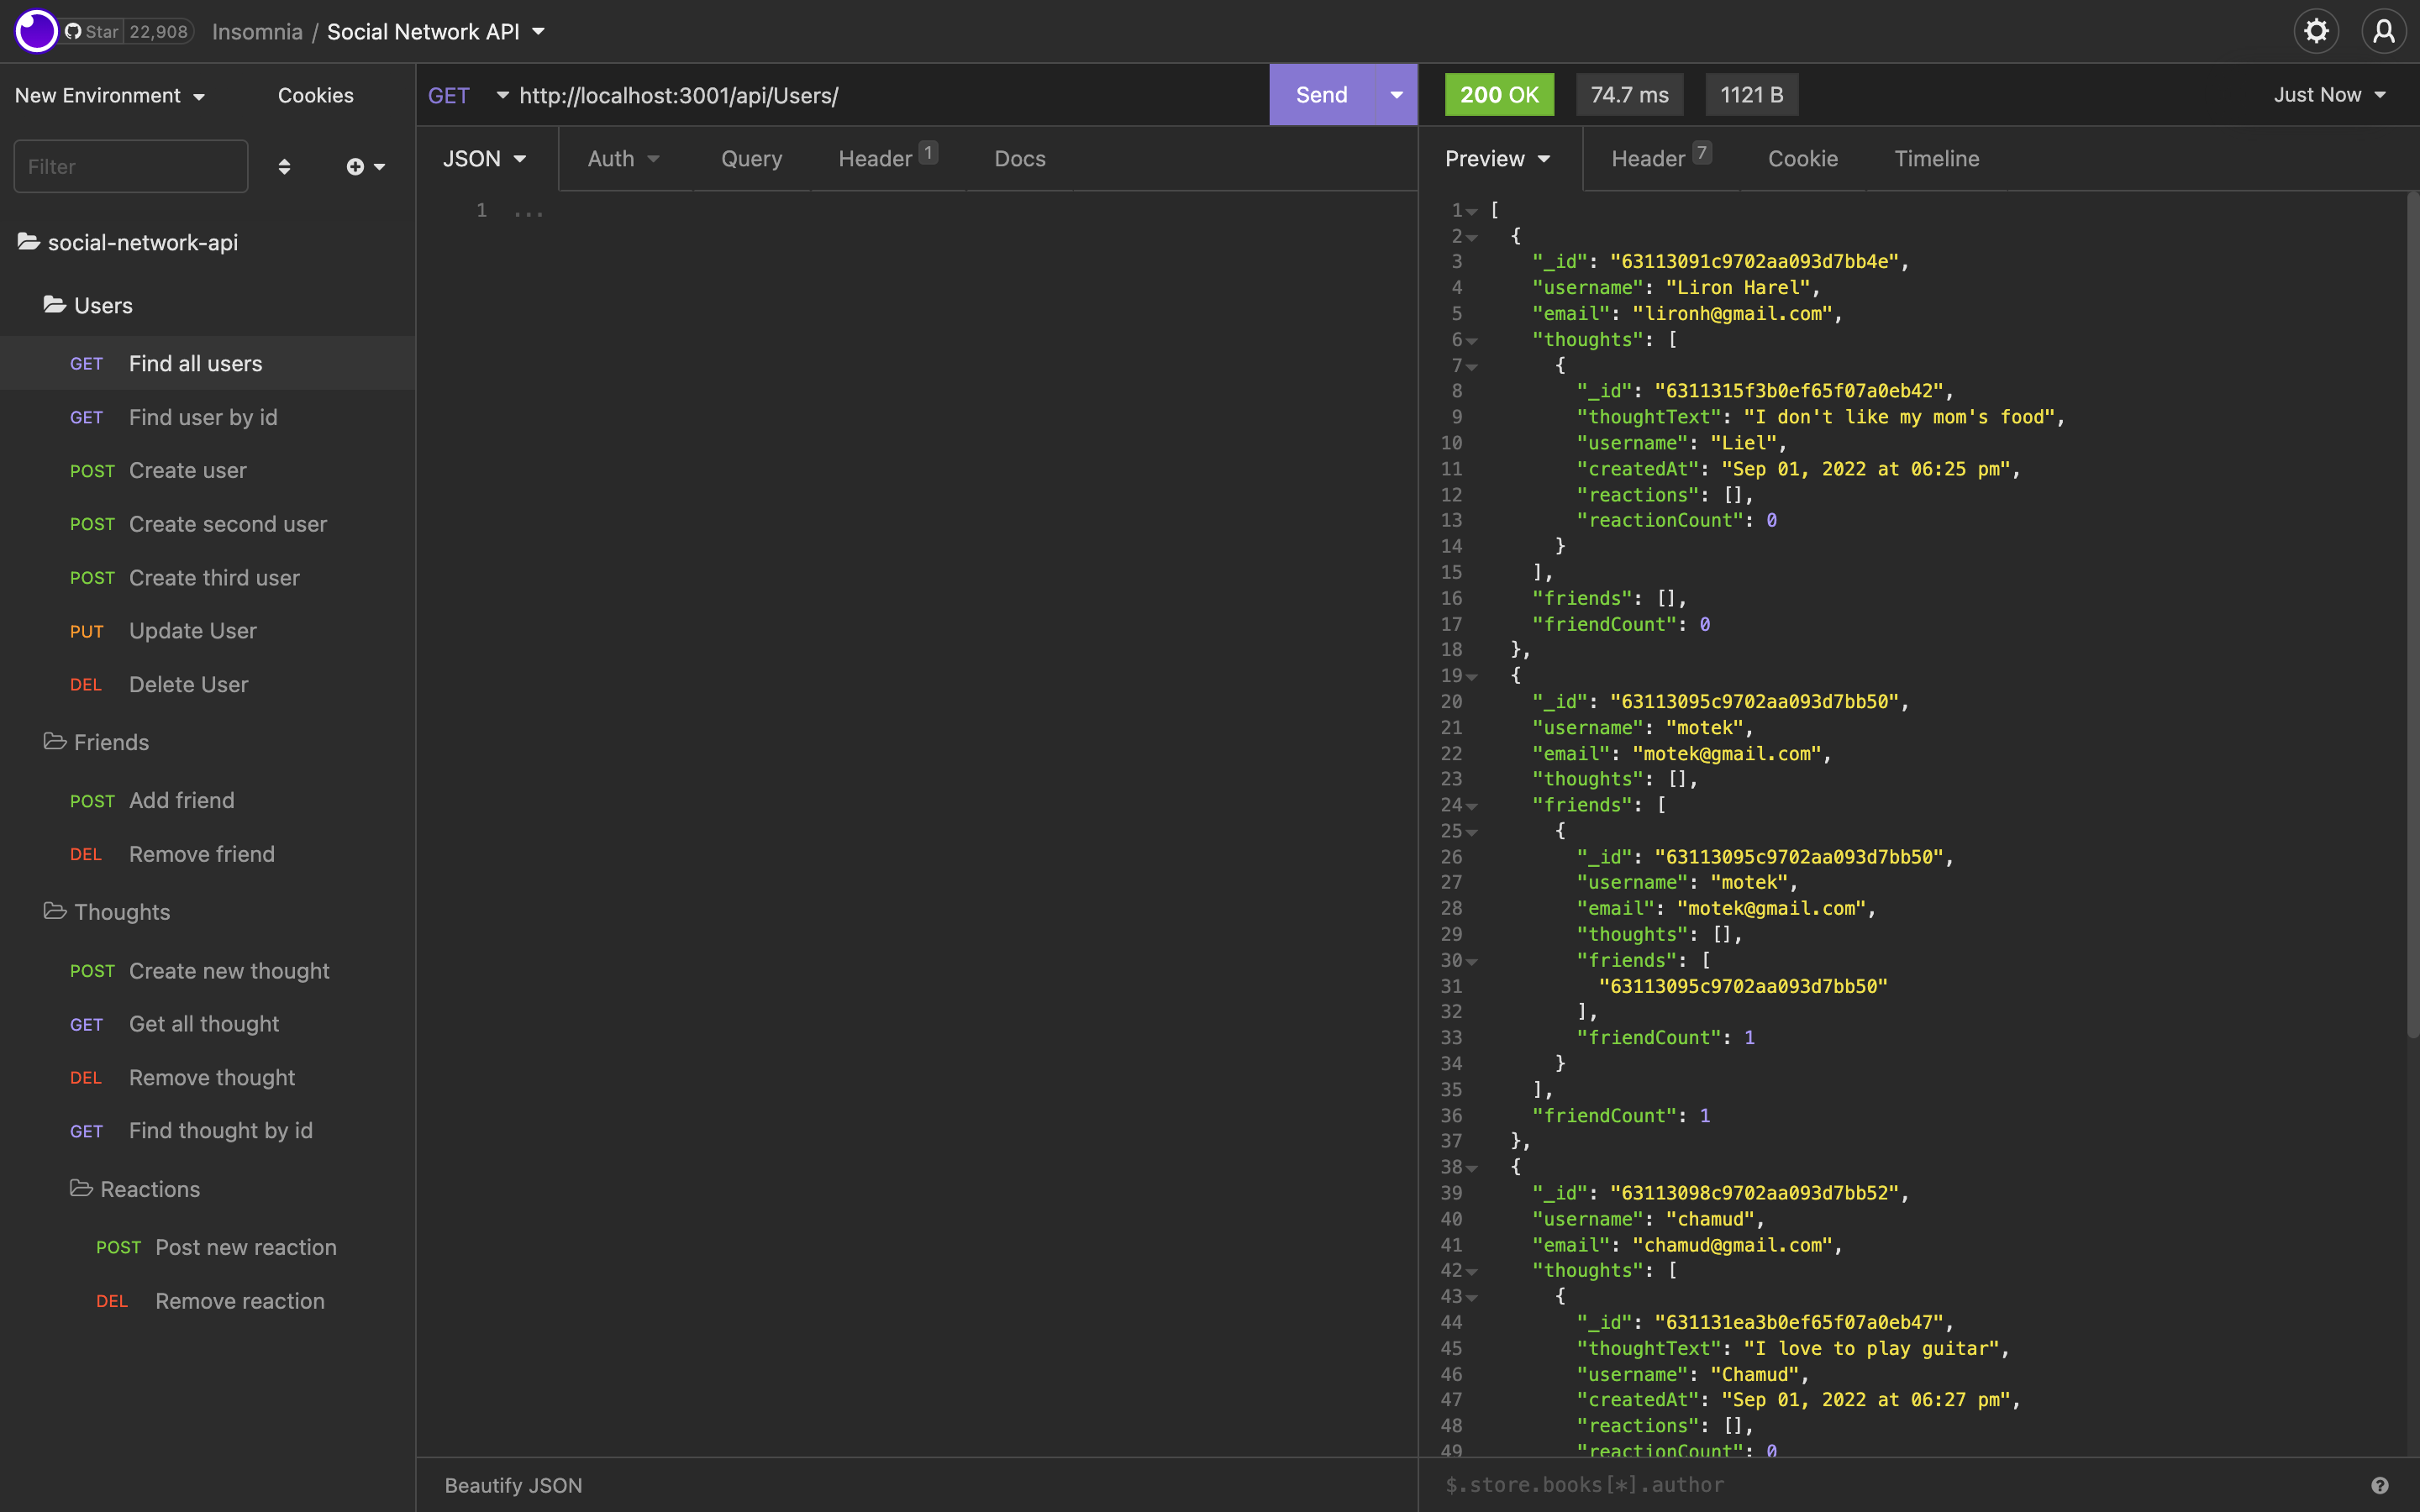 Star 22,908 Insomnia / Social Network API
New Environment Cookies
GET http://localhost:3001/api/Users/ Send
200 OK 74.7 ms 1121 B Just Now
Filter
JSON Auth Query Header 1 Docs
Preview Header 7 Cookie Timeline
social-network-api
Users
GET Find all users
GET Find user by id
POST Create user
POST Create second user
POST Create third user
PUT Update User
DEL Delete User
Friends
POST Add friend
DEL Remove friend
Thoughts
POST Create new thought
GET Get all thought
DEL Remove thought
GET Find thought by id
Reactions
POST Post new reaction
DEL Remove reaction
1 ...
Beautify JSON
1 [
2 {
3 "_id": "63113091c9702aa093d7bb4e",
4 "username": "Liron Harel",
5 "email": "lironh@gmail.com",
6 "thoughts": [
7 {
8 "_id": "6311315f3b0ef65f07a0eb42",
9 "thoughtText": "I don't like my mom's food",
10 "username": "Liel",
11 "createdAt": "Sep 01, 2022 at 06:25 pm",
12 "reactions": [],
13 "reactionCount": 0
14 }
15 ],
16 "friends": [],
17 "friendCount": 0
18 },
19 {
20 "_id": "63113095c9702aa093d7bb50",
21 "username": "motek",
22 "email": "motek@gmail.com",
23 "thoughts": [],
24 "friends": [
25 {
26 "_id": "63113095c9702aa093d7bb50",
27 "username": "motek",
28 "email": "motek@gmail.com",
29 "thoughts": [],
30 "friends": [
31 "63113095c9702aa093d7bb50"
32 ],
33 "friendCount": 1
34 }
35 ],
36 "friendCount": 1
37 },
38 {
39 "_id": "63113098c9702aa093d7bb52",
40 "username": "chamud",
41 "email": "chamud@gmail.com",
42 "thoughts": [
43 {
44 "_id": "631131ea3b0ef65f07a0eb47",
45 "thoughtText": "I love to play guitar",
46 "username": "Chamud",
47 "createdAt": "Sep 01, 2022 at 06:27 pm",
48 "reactions": [],
49 "reactionCount": 0
$.store.books[*].author